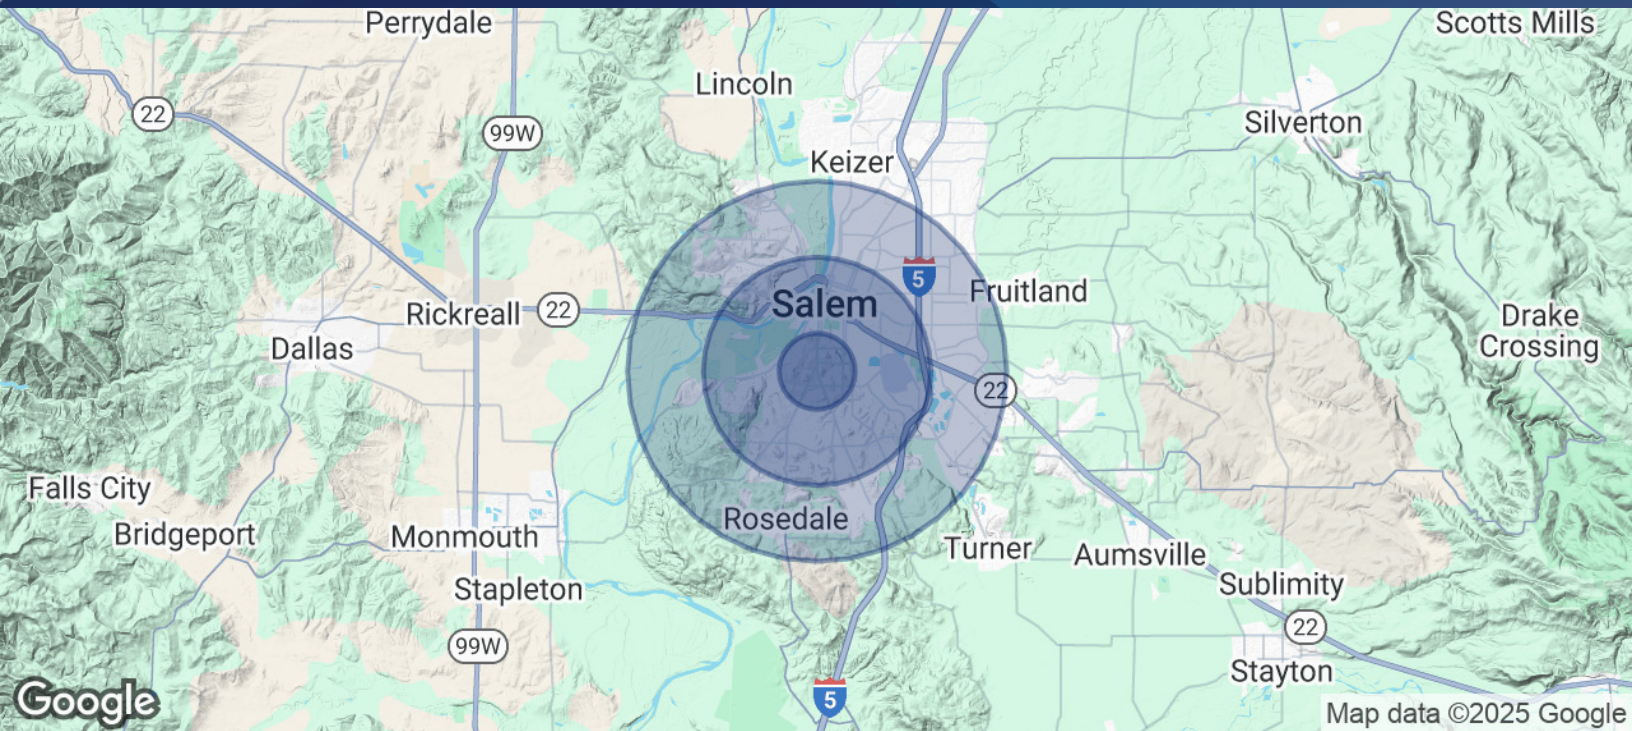 Perrydale
Scotts Mills
Lincoln
22
Silverton
99W
Keizer
5
Fruitland
Salem
Rickreall
22
Drake
Crossing
Dallas
22
Falls City
Rosedale
Bridgeport
Monmouth
Turner
Aumsville
Stapleton
Sublimity
22
99W
Stayton
5
Google
Map data ©2025 Google